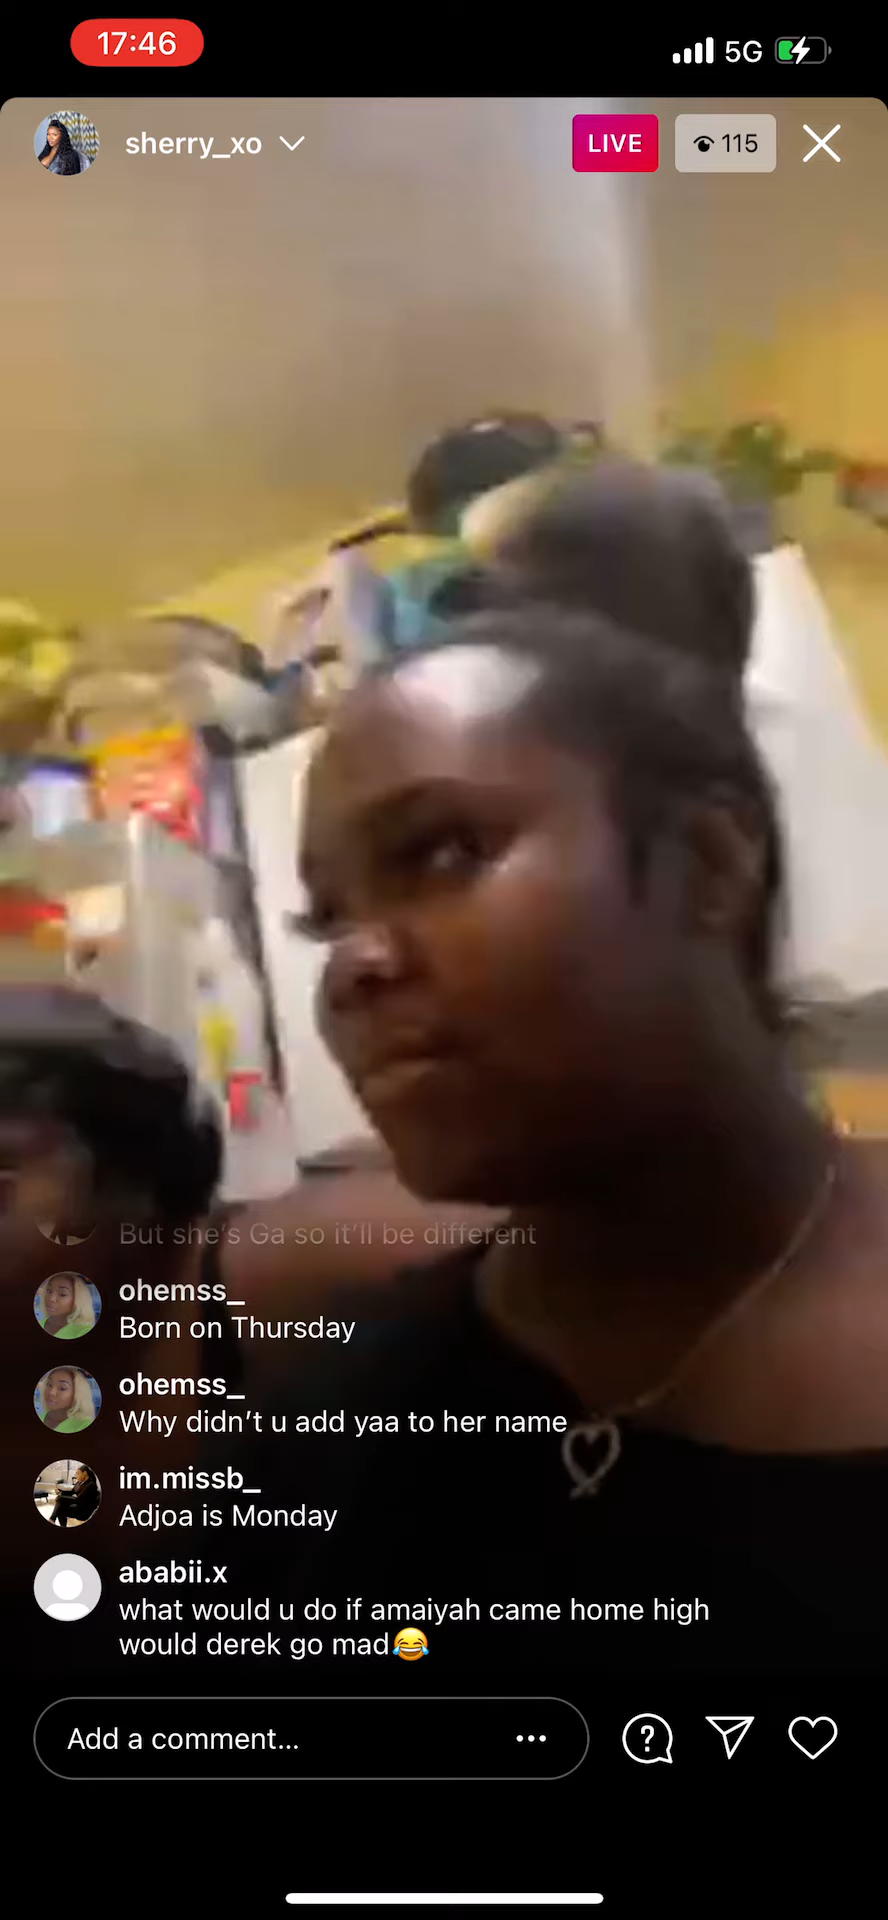 17:46
5G
sherry_xo
LIVE
115
But she's Ga so it'll be different
ohemss_
Born on Thursday
ohemss_
Why didn't u add yaa to her name
im.missb_
Adjoa is Monday
ababii.x
what would u do if amaiyah came home high
would derek go mad😂
Add a comment...